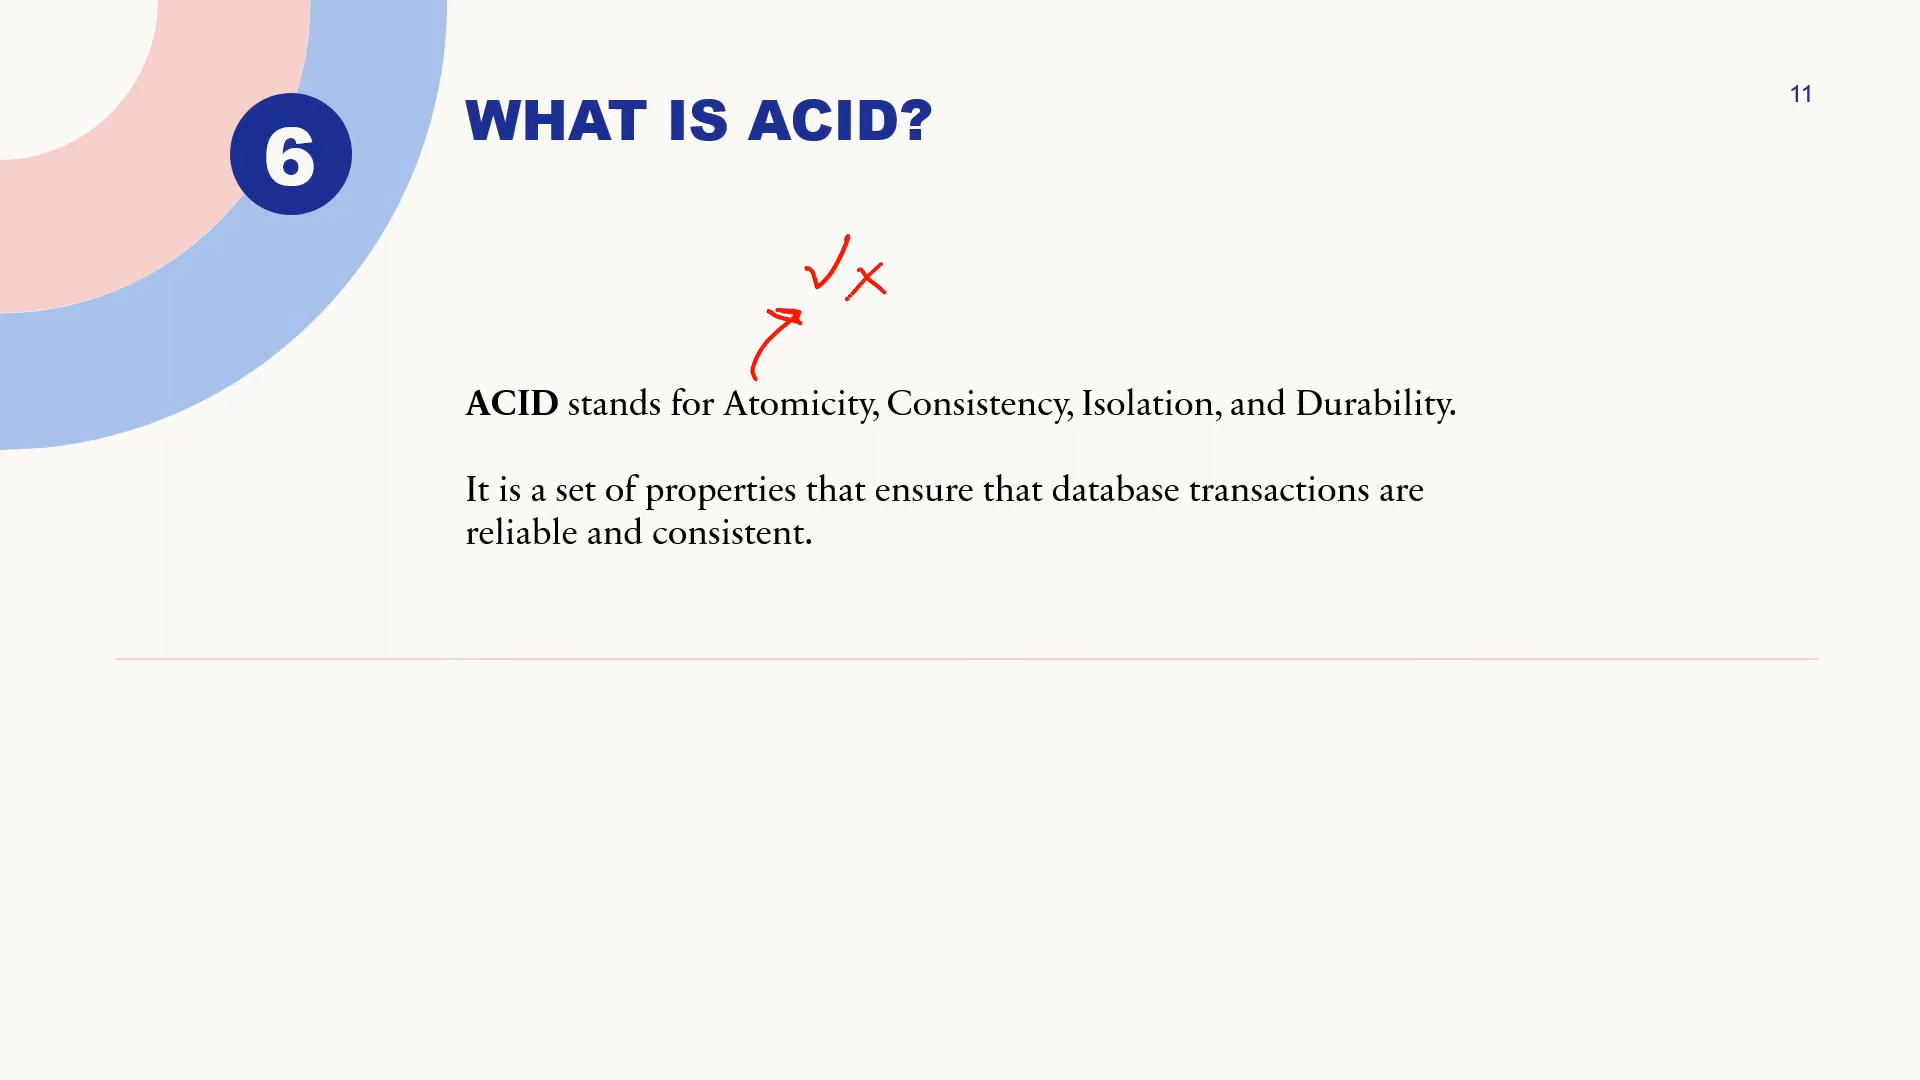 6
WHAT IS ACID?
11
✓x
ACID stands for Atomicity, Consistency, Isolation, and Durability.
It is a set of properties that ensure that database transactions are
reliable and consistent.